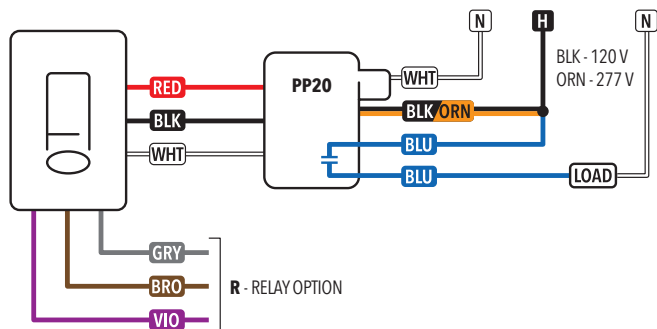 N
H
N
BLK - 120 V
ORN - 277 V
WHT
PP20
RED
BLK/ORN
BLK
BLU
WHT
BLU
LOAD
GRY
BRO
R - RELAY OPTION
VIO